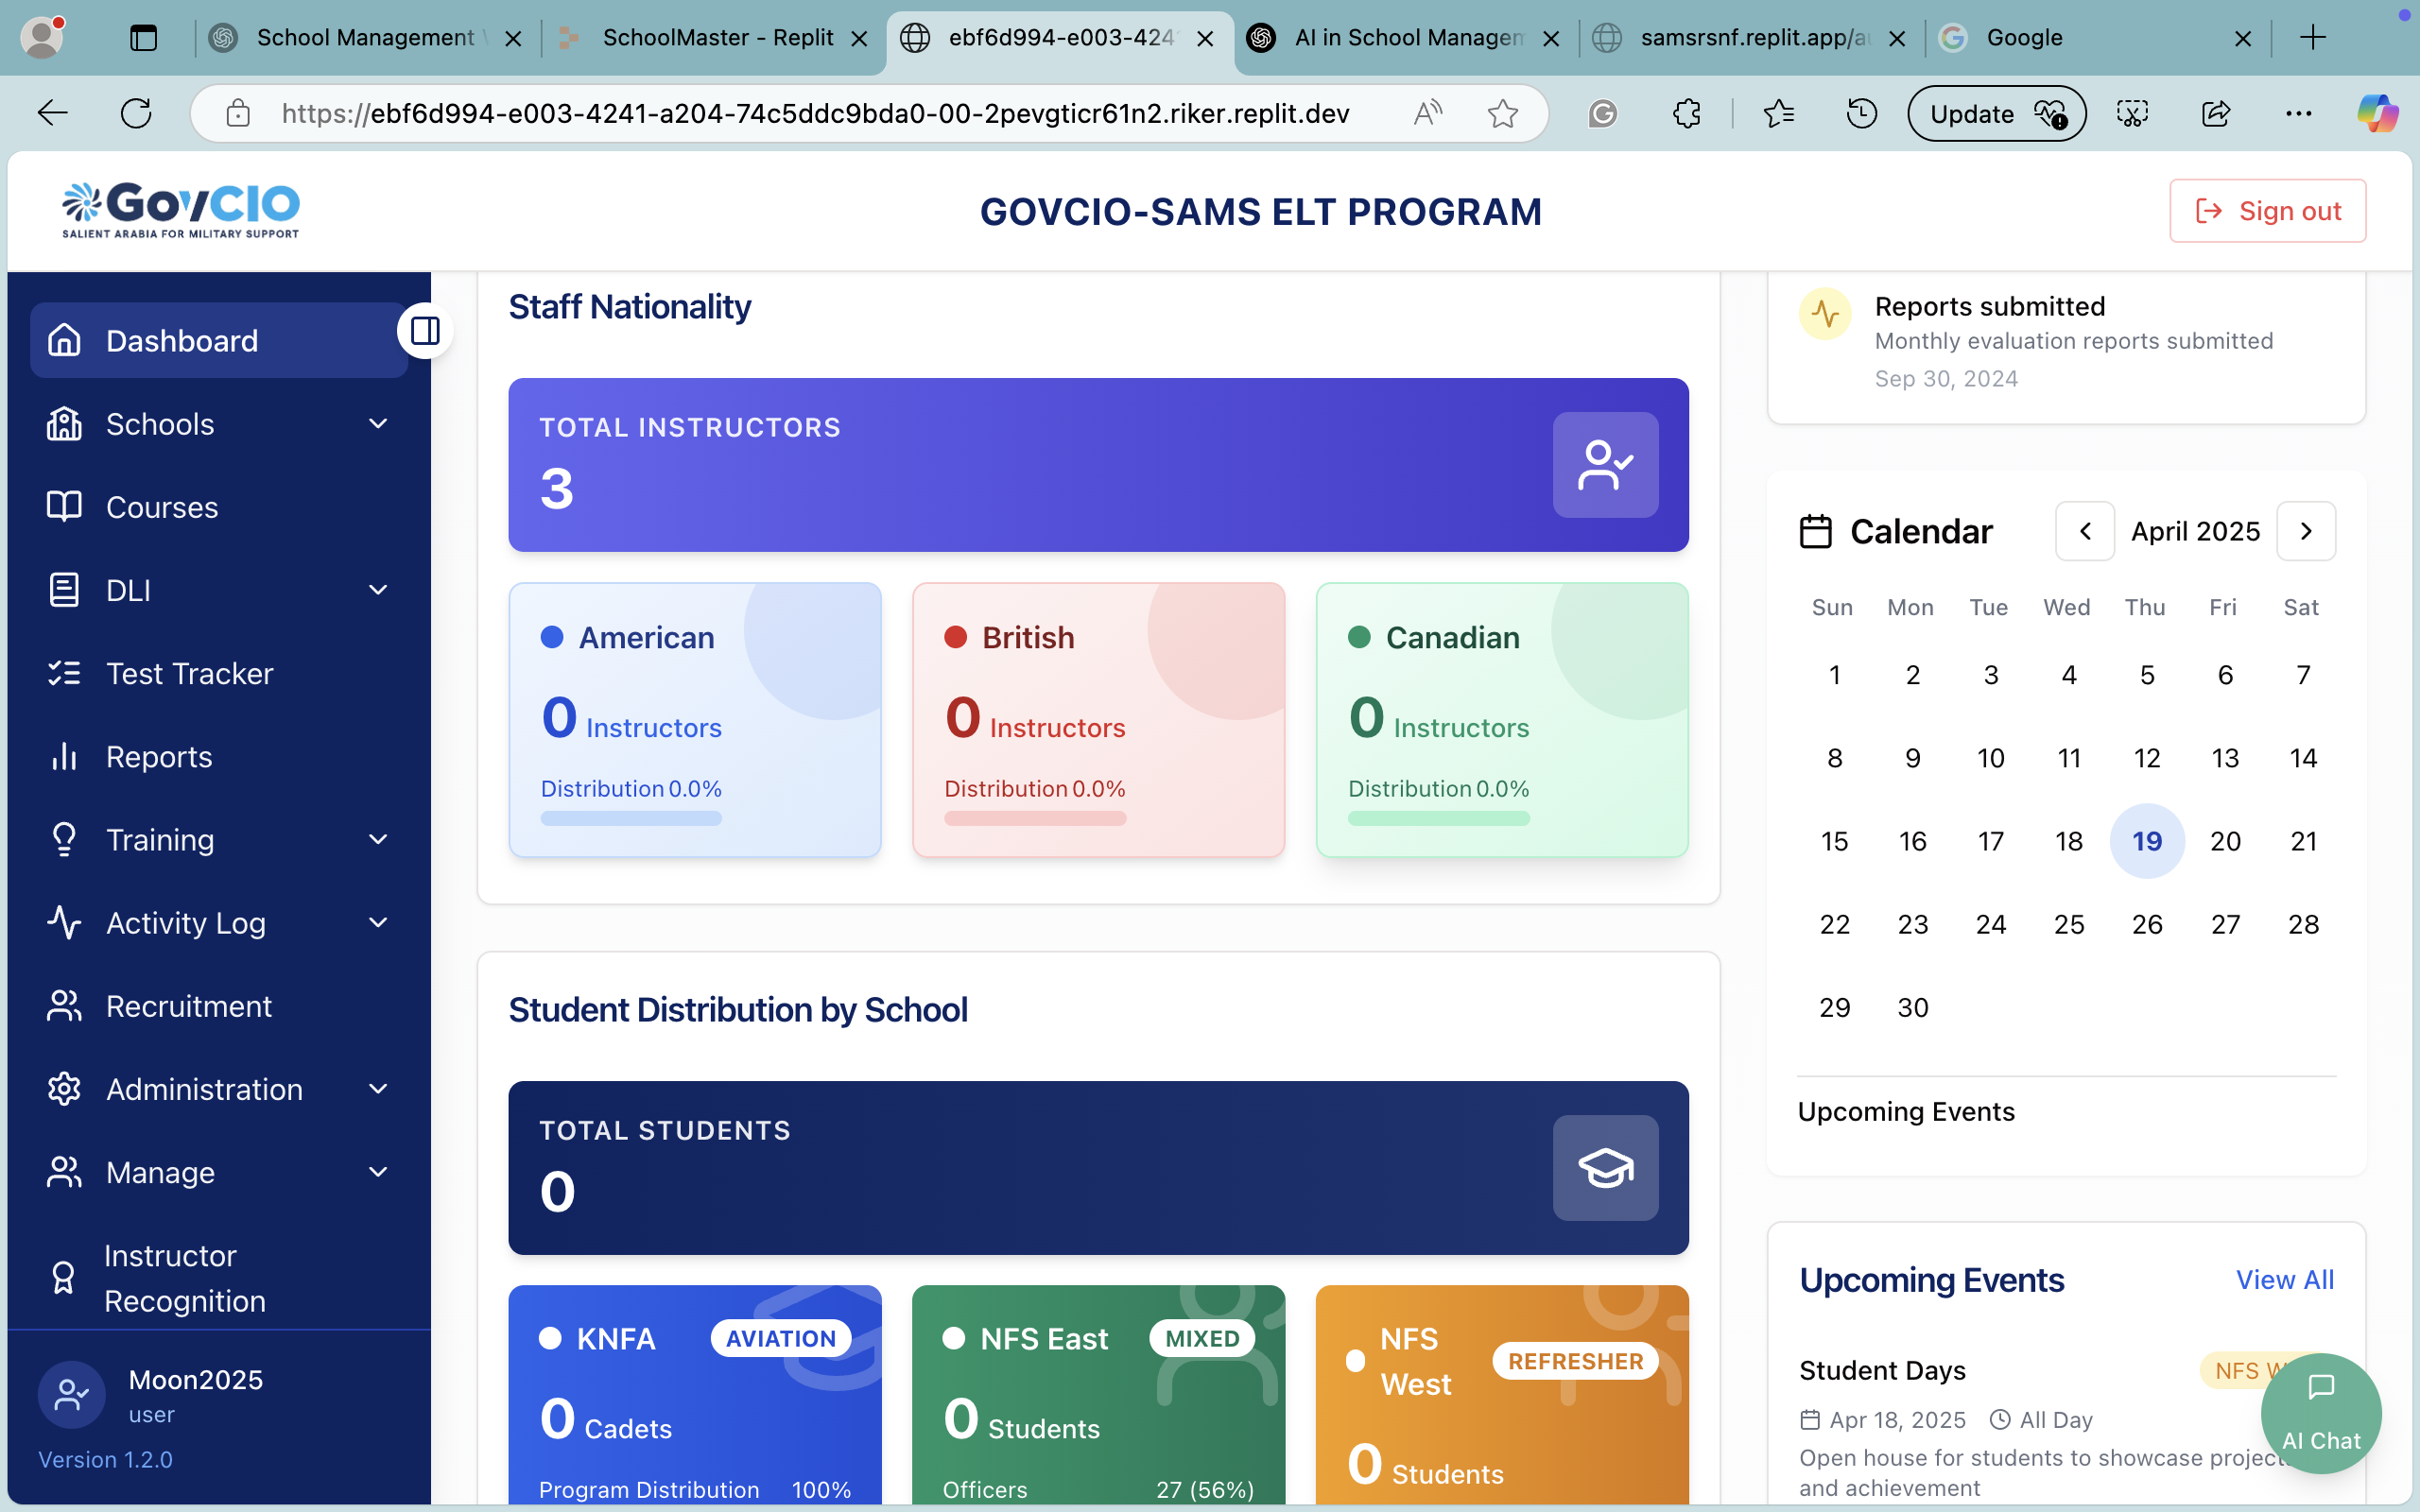 School Management
SchoolMaster - Replit
ebf6d994-e003-424
AI in School Managem
samsrsnf.replit.app/au
Google
https://ebf6d994-e003-4241-a204-74c5ddc9bda0-00-2pevgticr61n2.riker.replit.dev
Update
GovCIO
SALIENT ARABIA FOR MILITARY SUPPORT
GOVCIO-SAMS ELT PROGRAM
Sign out
Dashboard
Schools
Courses
DLI
Test Tracker
Reports
Training
Activity Log
Recruitment
Administration
Manage
Instructor
Recognition
Moon2025
user
Version 1.2.0
Staff Nationality
TOTAL INSTRUCTORS
3
American
0 Instructors
Distribution 0.0%
British
0 Instructors
Distribution 0.0%
Canadian
0 Instructors
Distribution 0.0%
Student Distribution by School
TOTAL STUDENTS
0
KNFA AVIATION
0 Cadets
Program Distribution 100%
NFS East MIXED
0 Students
Officers 27 (56%)
NFS
West REFRESHER
0 Students
Reports submitted
Monthly evaluation reports submitted
Sep 30, 2024
Calendar April 2025
Sun Mon Tue Wed Thu Fri Sat
1 2 3 4 5 6 7
8 9 10 11 12 13 14
15 16 17 18 19 20 21
22 23 24 25 26 27 28
29 30
Upcoming Events
Upcoming Events View All
Student Days NFS W
Apr 18, 2025 All Day
Open house for students to showcase project
and achievement
AI Chat